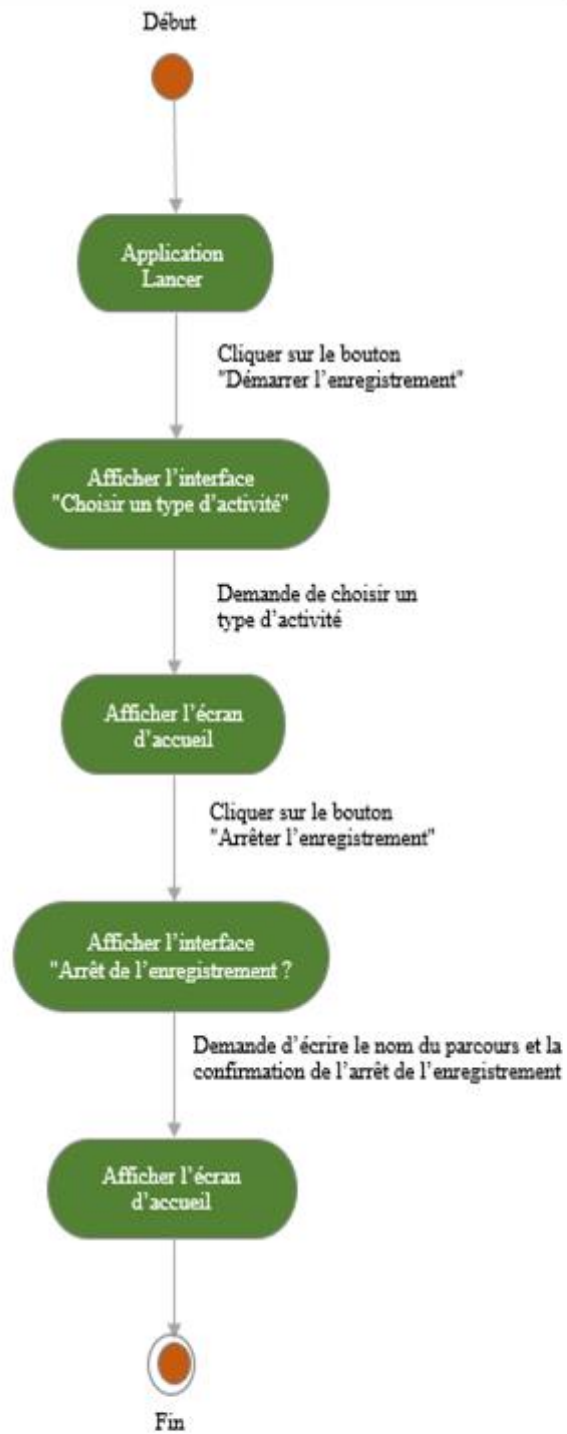 Début
Application
Lancer
Cliquer sur le bouton
"Démarrer l’enregistrement"
Afficher l’interface
"Choisir un type d’activité"
Demande de choisir un
type d’activité
Afficher l’écran
d’accueil
Cliquer sur le bouton
"Arrêter l’enregistrement"
Afficher l’interface
"Arrêt de l’enregistrement ?
Demande d’écrire le nom du parcours et la
confirmation de l’arrêt de l’enregistrement
Afficher l’écran
d’accueil
Fin